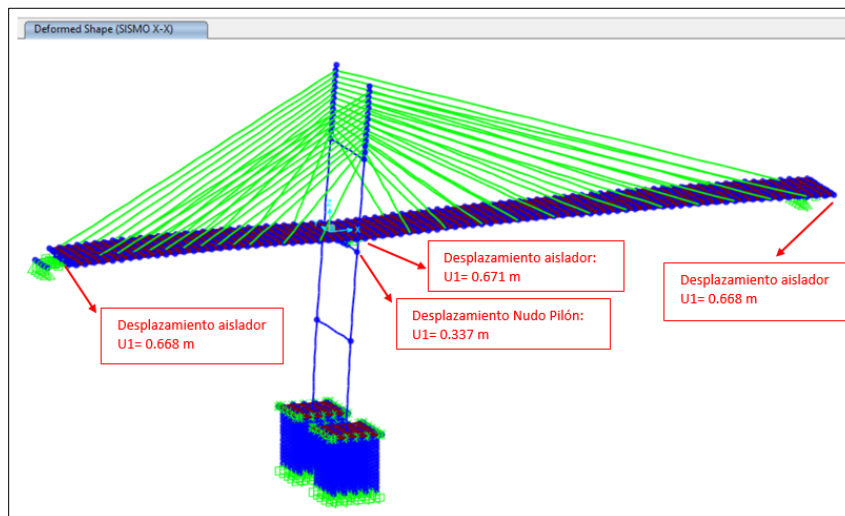 Deformed Shape (SISMO X-X)
Desplazamiento aislador:
U1= 0.671 m
Desplazamiento aislador
U1= 0.668 m
Desplazamiento Nudo Pilón:
U1= 0.337 m
Desplazamiento aislador
U1= 0.668 m
X